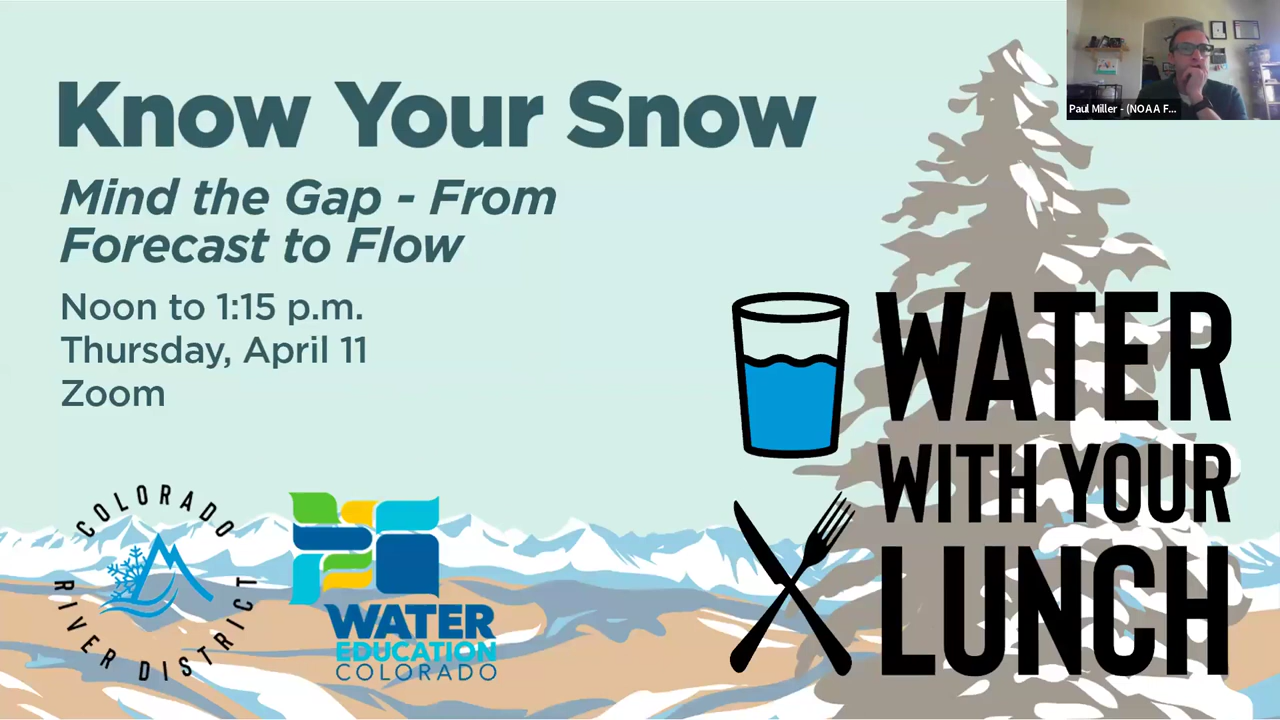 Know Your Snow
Mind the Gap - From
Forecast to Flow
Noon to 1:15 p.m.
Thursday, April 11
Zoom
Paul Miller - (NOAA F...
WATER
WITH YOUR
LUNCH
COLORADO
RIVER DISTRICT
WATER
EDUCATION
COLORADO